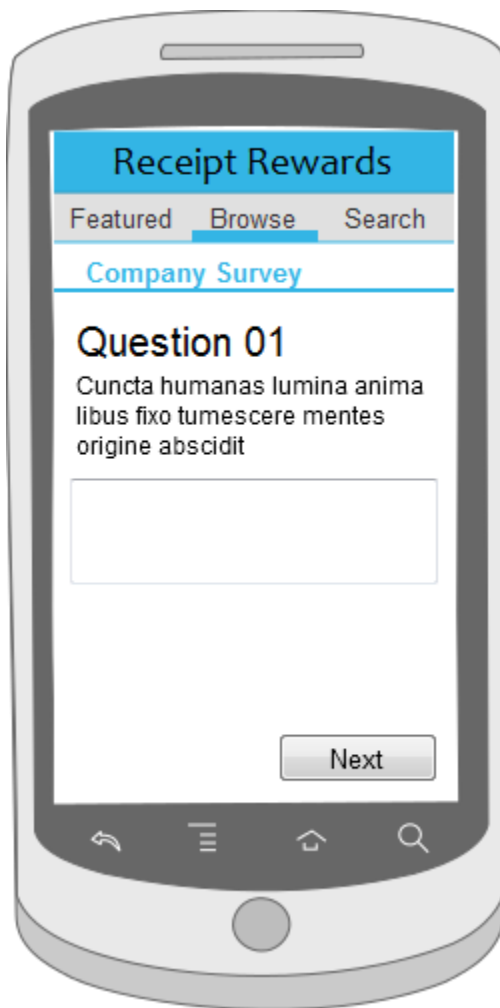 Receipt Rewards
Featured Browse Search
Company Survey
Question 01
Cuncta humanas lumina anima
libus fixo tumescere mentes
origine abscidit
Next